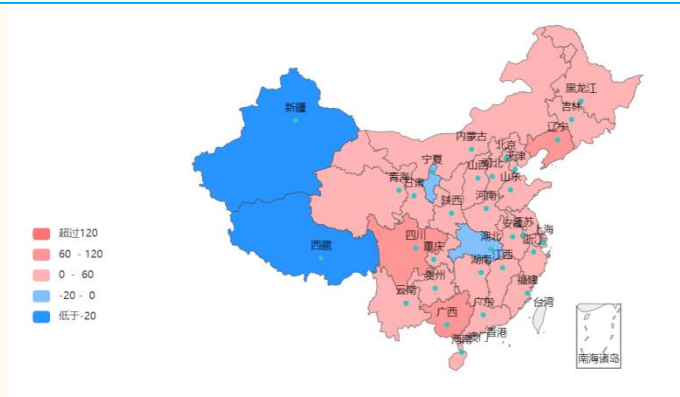 黑龙江
新疆
吉林
辽宁
内蒙古
北京
天津
宁夏
山西
河北
青海
甘肃
山东
陕西
河南
安徽
江苏
上海
超过120
四川
湖北
浙江
西藏
60 - 120
重庆
江西
湖南
0 - 60
贵州
福建
云南
-20 - 0
广东
台湾
广西
低于-20
香港
海南
澳门
南海诸岛